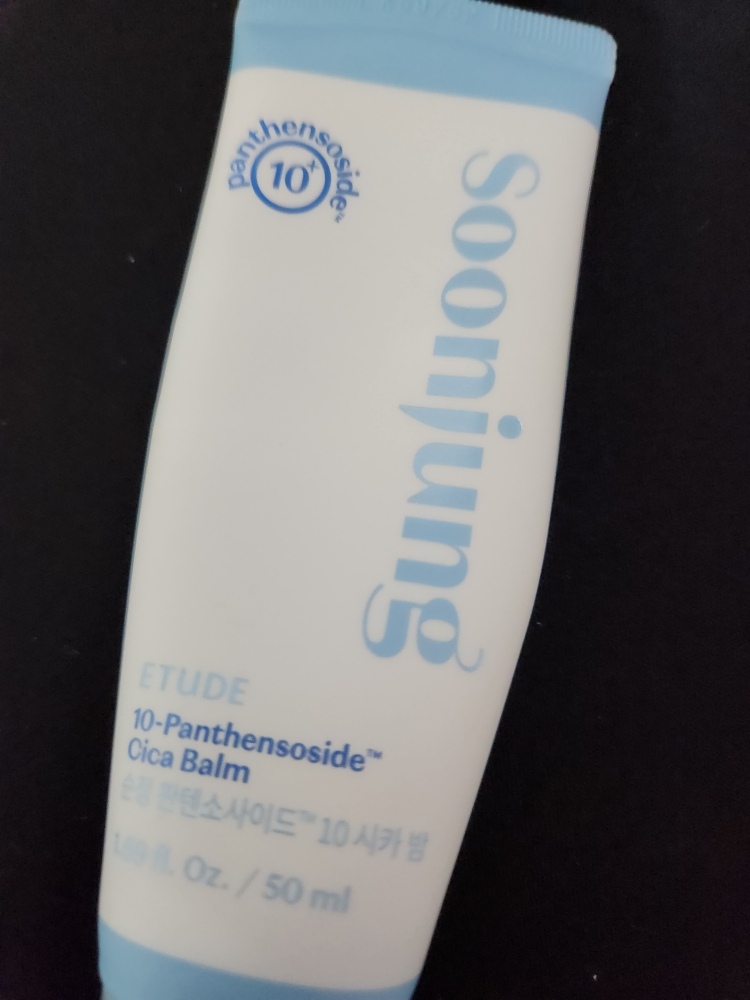 panthensoside™
10+
Soonjung
ETUDE
10-Panthensoside™
Cica Balm
순정 판텐소사이드™ 10 시카 밤
1.69 fl. Oz. / 50 ml